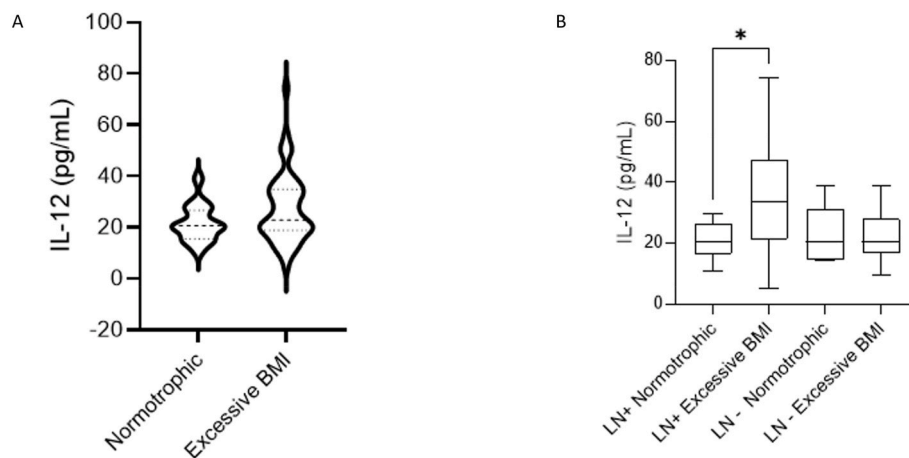 A
IL-12 (pg/mL)
100
80
60
40
20
0
-20
Normotrophic
Excessive BMI
B
*
IL-12 (pg/mL)
80
60
40
20
0
LN+ Normotrophic
LN+ Excessive BMI
LN - Normotrophic
LN - Excessive BMI